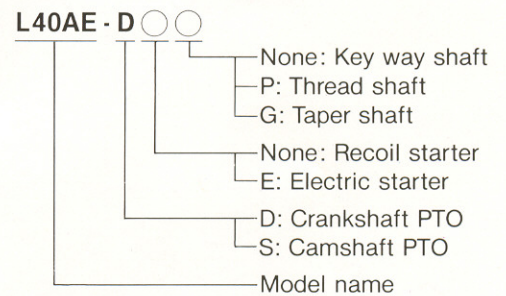 L40AE - D○○
None: Key way shaft
P: Thread shaft
G: Taper shaft
None: Recoil starter
E: Electric starter
D: Crankshaft PTO
S: Camshaft PTO
Model name